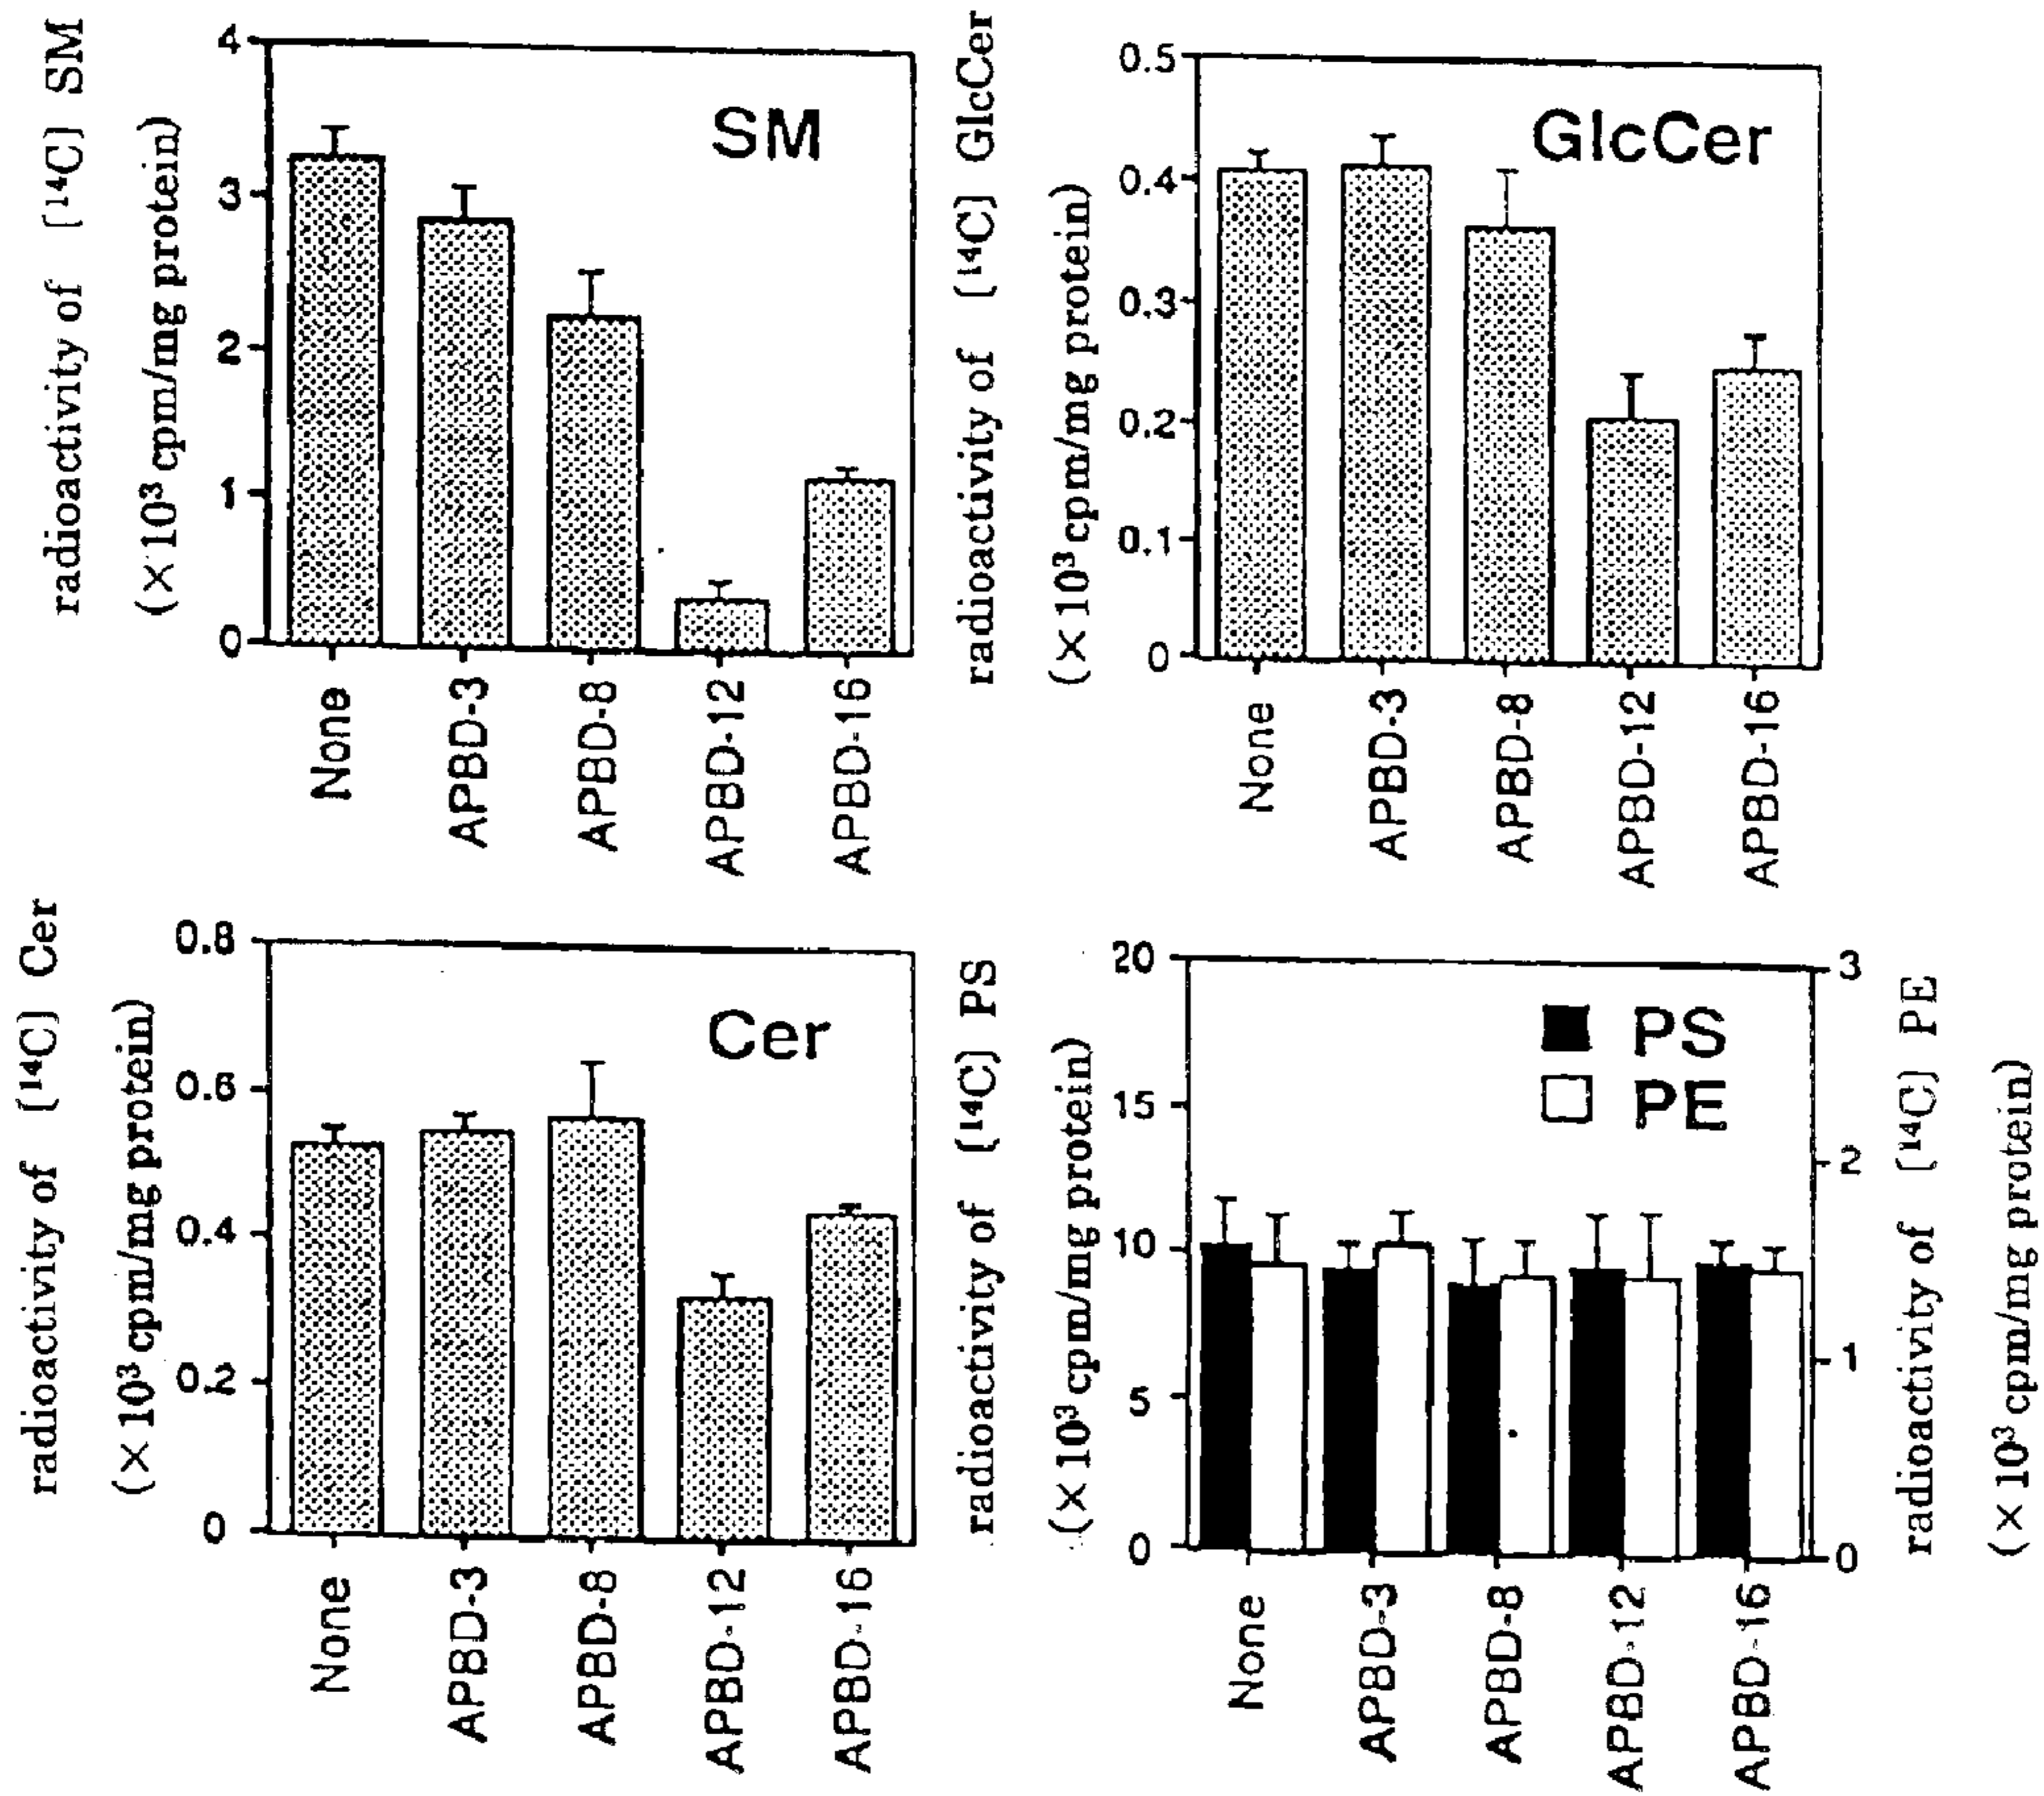 radioactivity of [¹⁴C] SM
(×10³ cpm/mg protein)
4
3
2
1
0
SM
None
APBD-3
APBD-8
APBD-12
APBD-16
radioactivity of [¹⁴C] GlcCer
(×10³ cpm/mg protein)
0.5
0.4
0.3
0.2
0.1
0
GlcCer
None
APBD-3
APBD-8
APBD-12
APBD-16
radioactivity of [¹⁴C] Cer
(×10³ cpm/mg protein)
0.8
0.6
0.4
0.2
0
Cer
None
APBD-3
APBD-8
APBD-12
APBD-16
radioactivity of [¹⁴C] PS
(×10³ cpm/mg protein)
20
15
10
5
0
PS
PE
3
2
1
0
radioactivity of [¹⁴C] PE
(×10³ cpm/mg protein)
None
APBD-3
APBD-8
APBD-12
APBD-16